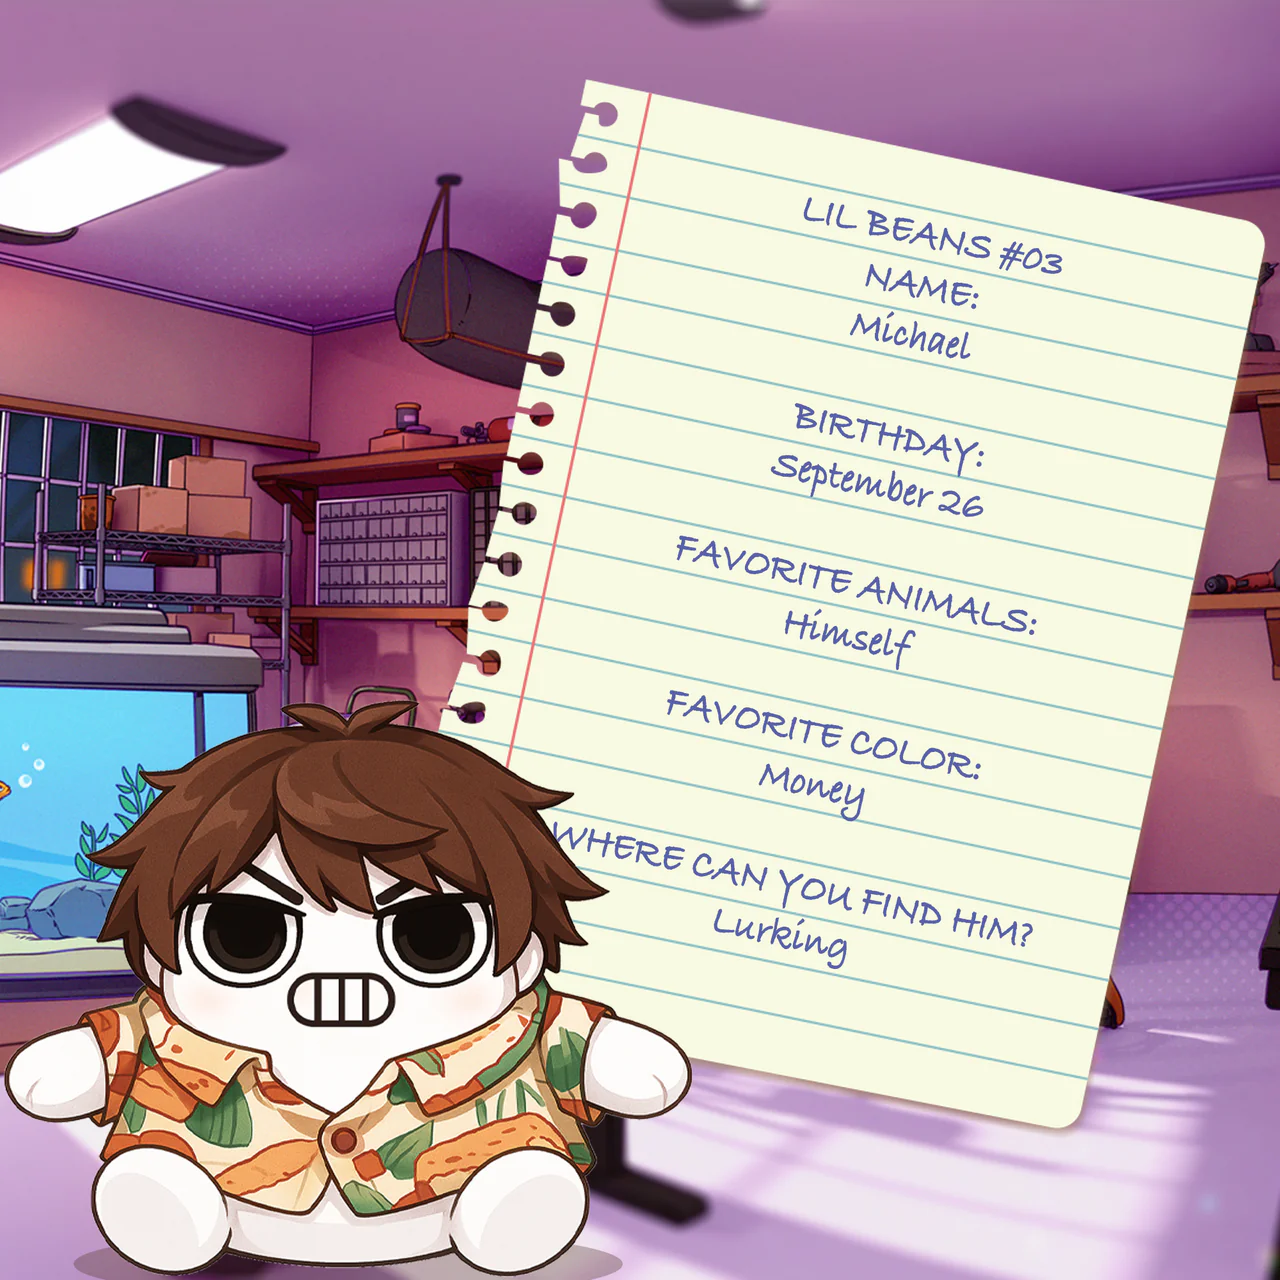 LIL BEANS #03
NAME:
Michael
BIRTHDAY:
September 26
FAVORITE ANIMALS:
Himself
FAVORITE COLOR:
Money
WHERE CAN YOU FIND HIM?
Lurking